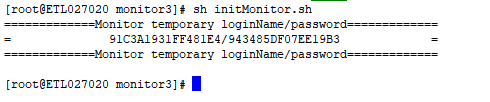 [root@ETL027020 monitor3]# sh initMonitor.sh
=============Monitor temporary loginName/password=============
= 91C3A1931FF481E4/943485DF07EE19B3 =
=============Monitor temporary loginName/password=============
[root@ETL027020 monitor3]#